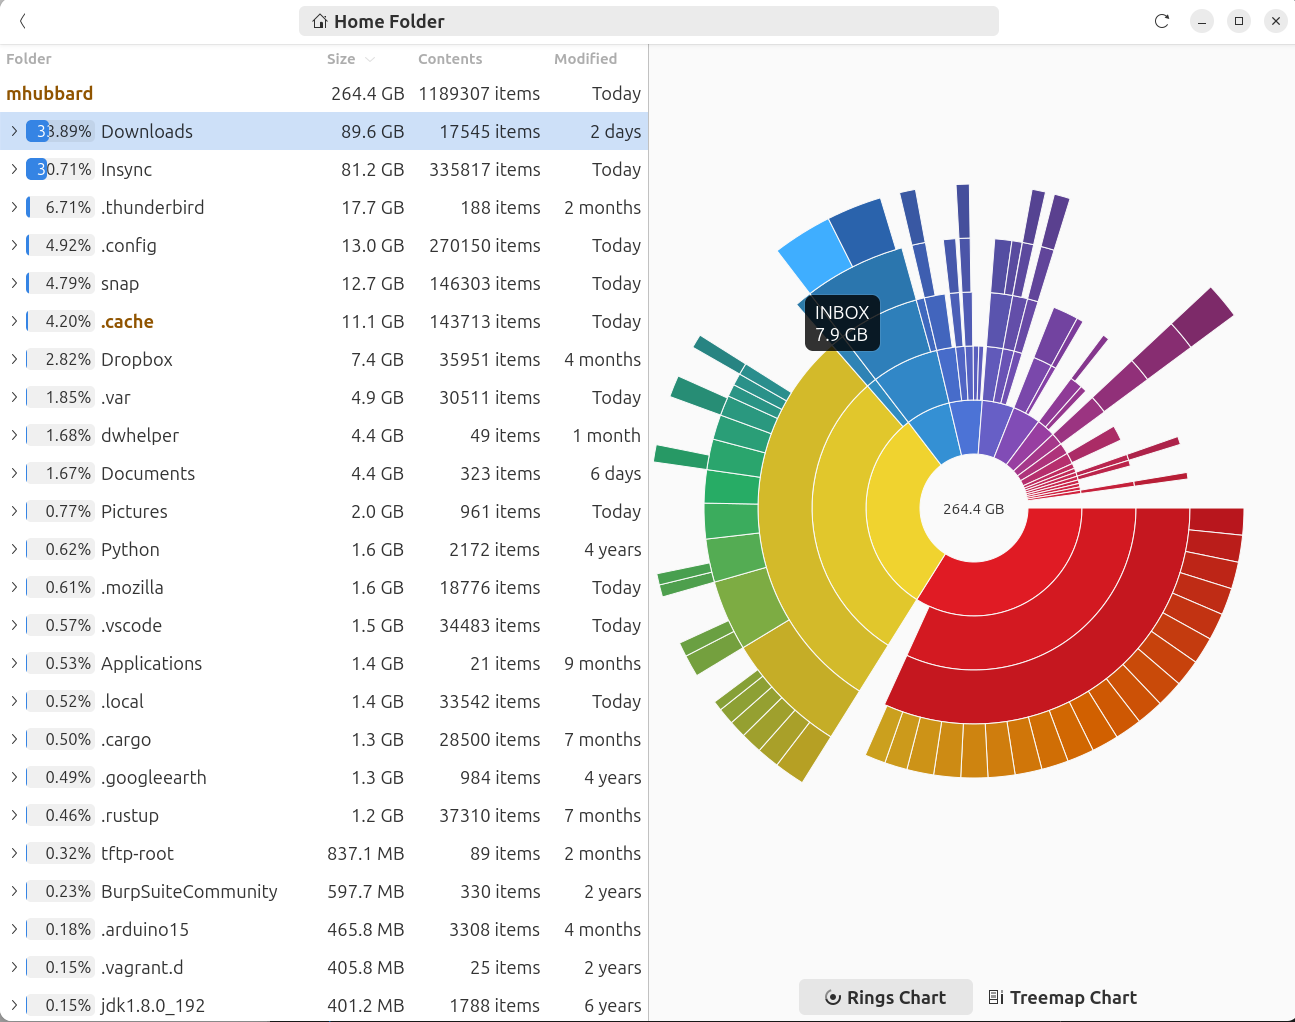 Home Folder
Folder Size Contents Modified
mhubbard 264.4 GB 1189307 items Today
33.89% Downloads 89.6 GB 17545 items 2 days
30.71% Insync 81.2 GB 335817 items Today
6.71% .thunderbird 17.7 GB 188 items 2 months
4.92% .config 13.0 GB 270150 items Today
4.79% snap 12.7 GB 146303 items Today
4.20% .cache 11.1 GB 143713 items Today
2.82% Dropbox 7.4 GB 35951 items 4 months
1.85% .var 4.9 GB 30511 items Today
1.68% dwhelper 4.4 GB 49 items 1 month
1.67% Documents 4.4 GB 323 items 6 days
0.77% Pictures 2.0 GB 961 items Today
0.62% Python 1.6 GB 2172 items 4 years
0.61% .mozilla 1.6 GB 18776 items Today
0.57% .vscode 1.5 GB 34483 items Today
0.53% Applications 1.4 GB 21 items 9 months
0.52% .local 1.4 GB 33542 items Today
0.50% .cargo 1.3 GB 28500 items 7 months
0.49% .googleearth 1.3 GB 984 items 4 years
0.46% .rustup 1.2 GB 37310 items 7 months
0.32% tftp-root 837.1 MB 89 items 2 months
0.23% BurpSuiteCommunity 597.7 MB 330 items 2 years
0.18% .arduino15 465.8 MB 3308 items 4 months
0.15% .vagrant.d 405.8 MB 25 items 2 years
0.15% jdk1.8.0_192 401.2 MB 1788 items 6 years
INBOX
7.9 GB
264.4 GB
Rings Chart
Treemap Chart